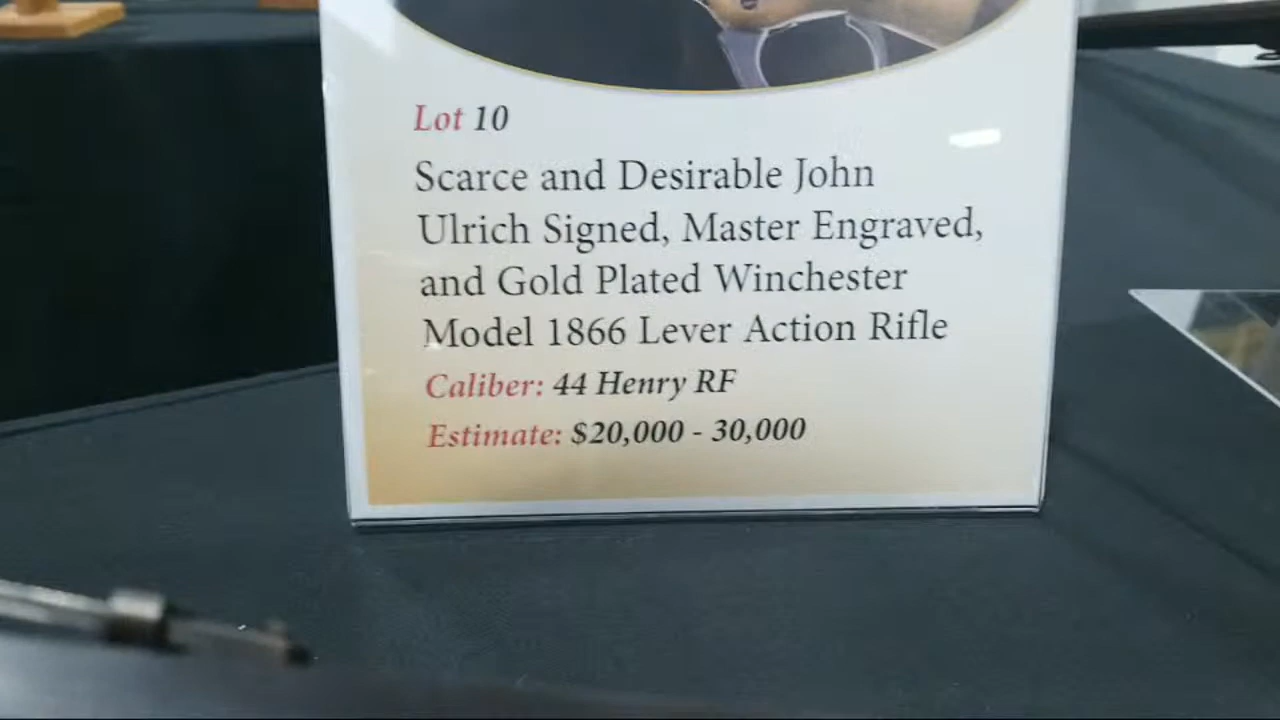 Lot 10
Scarce and Desirable John
Ulrich Signed, Master Engraved,
and Gold Plated Winchester
Model 1866 Lever Action Rifle
Caliber: 44 Henry RF
Estimate: $20,000 - 30,000